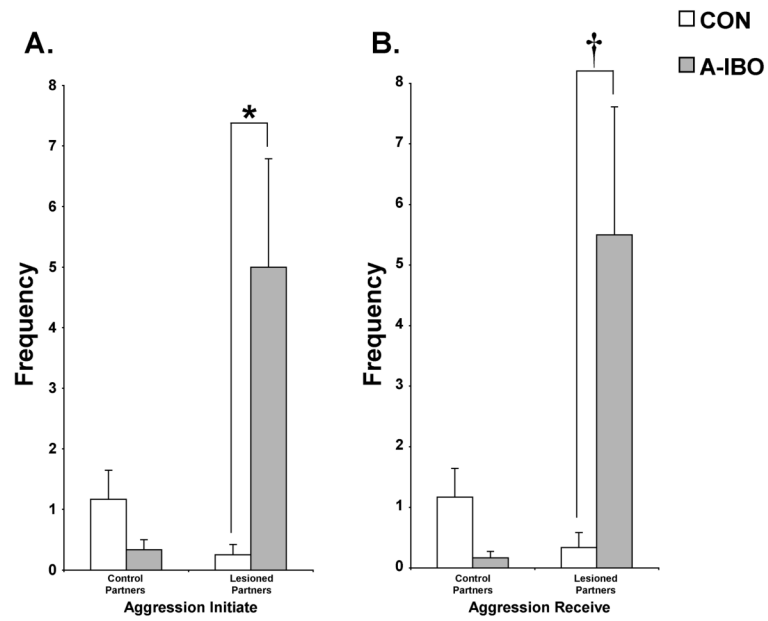 A.
B.
CON
A-IBO
*
†
8
7
6
5
4
3
2
1
0
Frequency
Control
Partners
Lesioned
Partners
Aggression Initiate
8
7
6
5
4
3
2
1
0
Frequency
Control
Partners
Lesioned
Partners
Aggression Receive